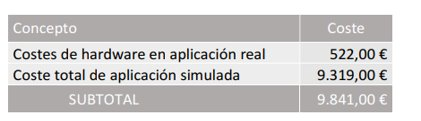 Concepto Coste
Costes de hardware en aplicación real 522,00 €
Coste total de aplicación simulada 9.319,00 €
SUBTOTAL 9.841,00 €